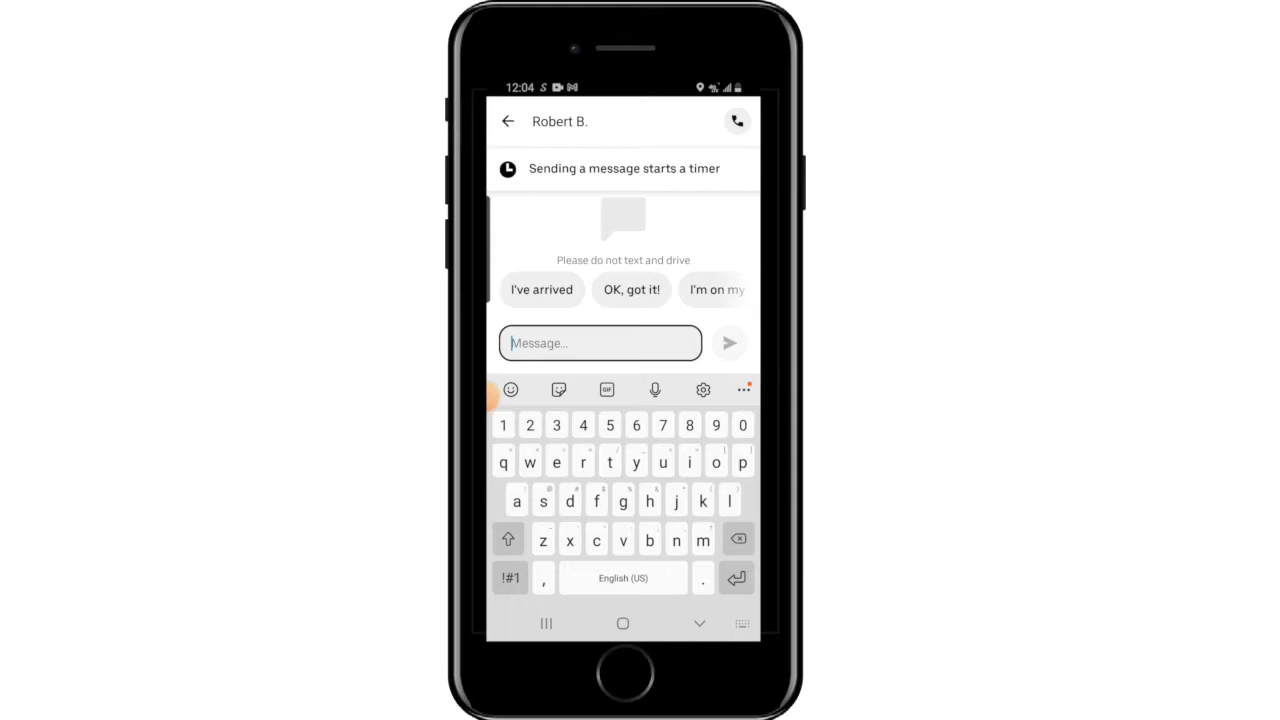 12:04
Robert B.
Sending a message starts a timer
Please do not text and drive
I've arrived OK, got it! I'm on my
Message...
GIF
1 2 3 4 5 6 7 8 9 0
q w e r t y u i o p
a s d f g h j k l
z x c v b n m
!#1 , English (US) .